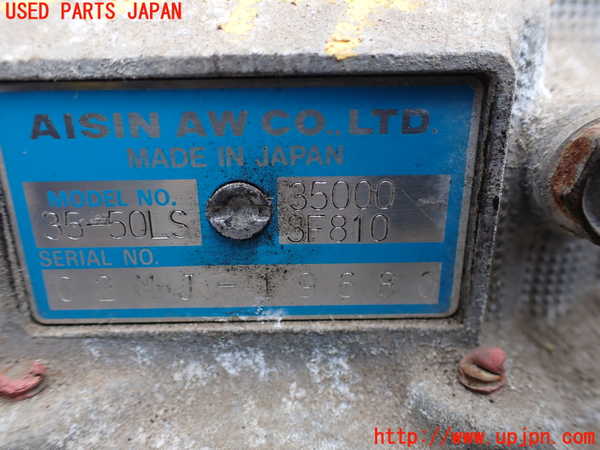 USED PARTS JAPAN
AISIN AW CO., LTD.
MADE IN JAPAN
MODEL NO. 35000
35-50LS 3F810
SERIAL NO.
http://www.upjpn.com/